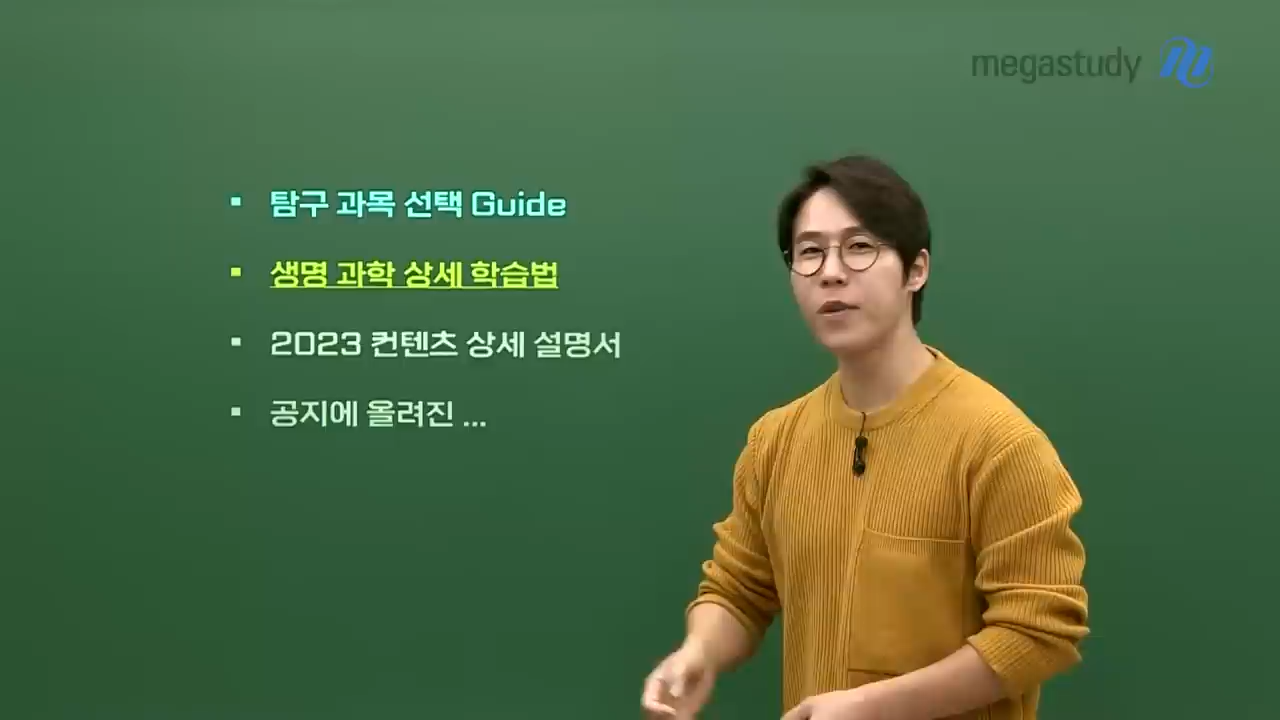 megastudy
탐구 과목 선택 Guide
생명 과학 상세 학습법
2023 컨텐츠 상세 설명서
공지에 올려진 ...